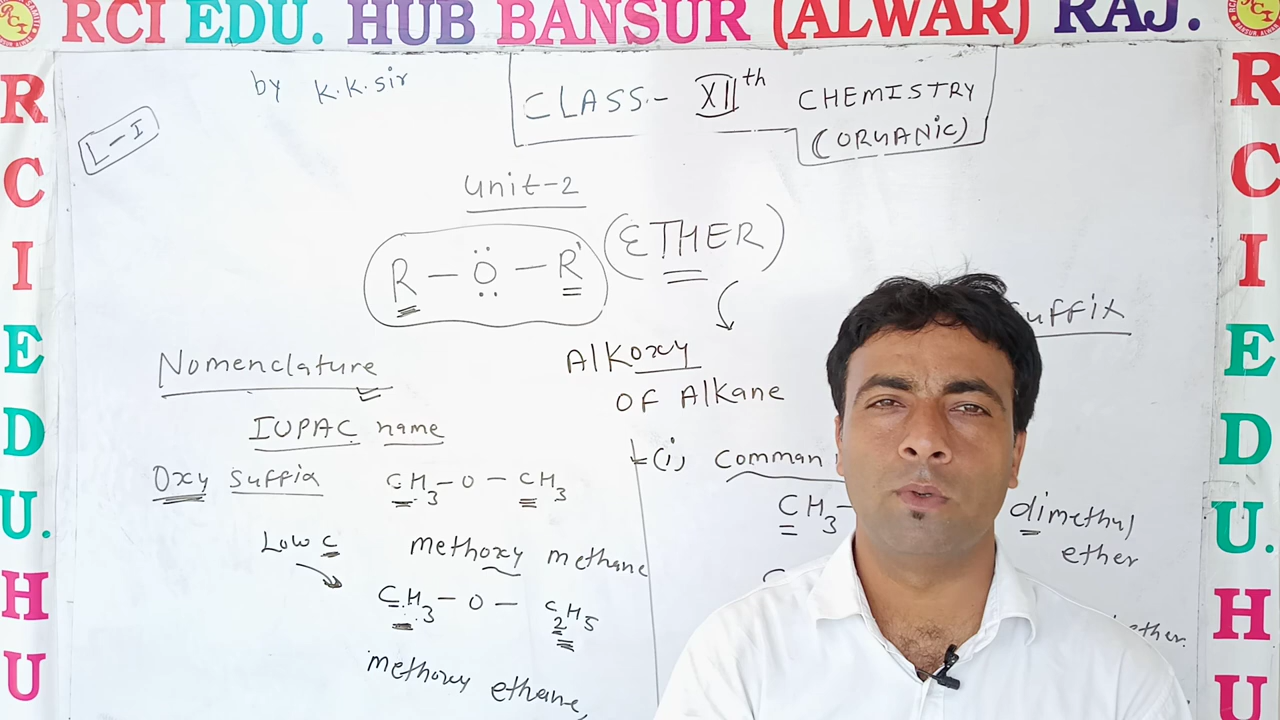 RCI EDU. HUB BANSUR (ALWAR) RAJ.
R
C
I
E
D
U.
H
U
R
C
I
E
D
U.
H
U
by K.K.sir
L-I
CLASS:- XIIth CHEMISTRY
(ORGANIC)
Unit-2
R — Ö — R' (ETHER)
Suffix
Nomenclature
Alkoxy
OF Alkane
IUPAC name
Oxy Suffix
CH3-O-CH3
Low C
methoxy methane
CH3-O-C2H5
methoxy ethane,
(i) Comman
CH3-
dimethyl
ether
ether.